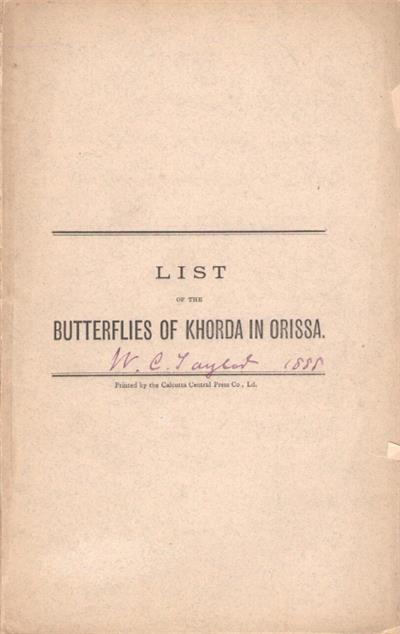 LIST
OF THE
BUTTERFLIES OF KHORDA IN ORISSA.
W. C. Taylor 1888
Printed by the Calcutta Central Press Co., Ld.